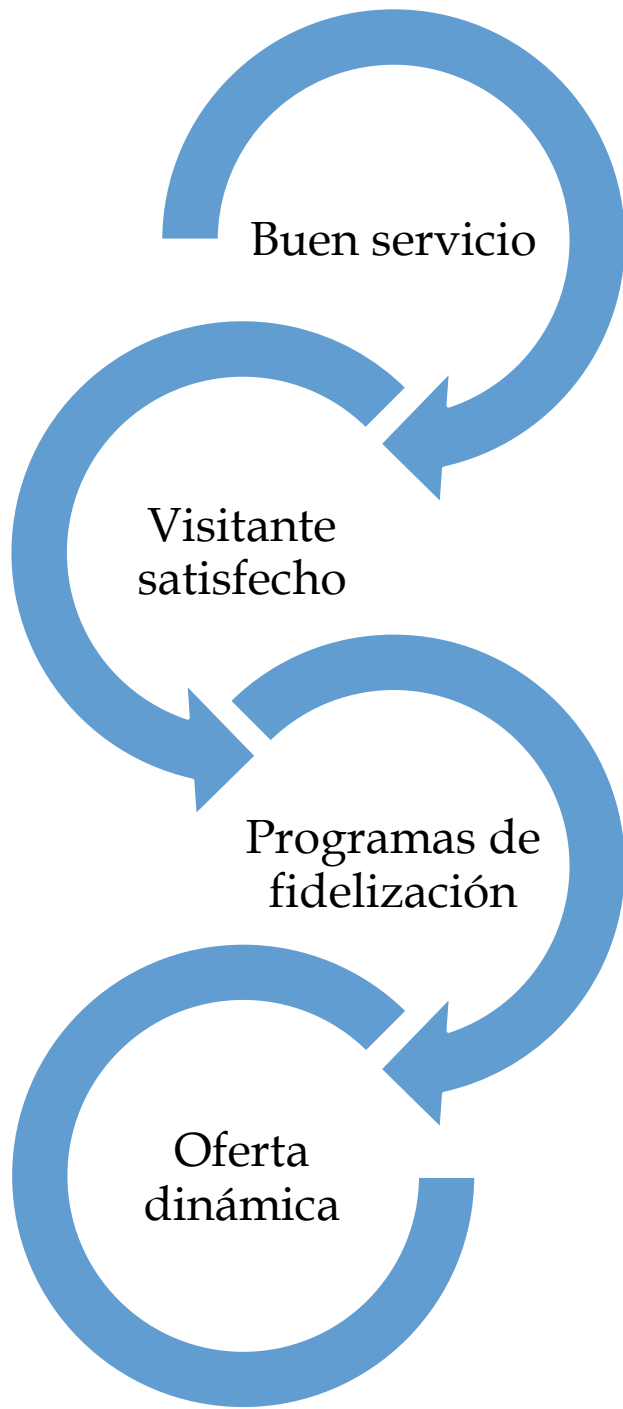 Buen servicio
Visitante
satisfecho
Programas de
fidelización
Oferta
dinámica